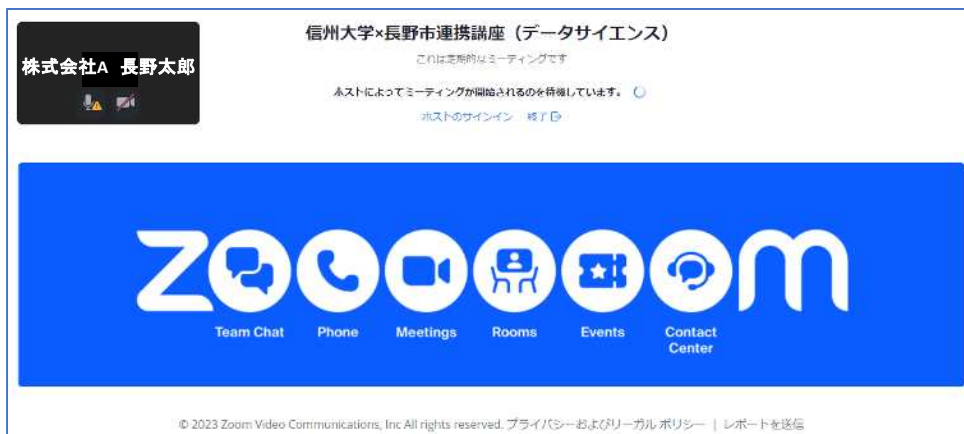 信州大学×長野市連携講座（データサイエンス）
株式会社A 長野太郎
これは定期的なミーティングです
ホストによってミーティングが開始されるのを待機しています。
ホストのサインイン 終了
zoooooom
Team Chat Phone Meetings Rooms Events Contact Center
© 2023 Zoom Video Communications, Inc All rights reserved. プライバシーおよびリーガル ポリシー | レポートを送信